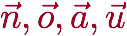 n⃗, o⃗, a⃗, u⃗